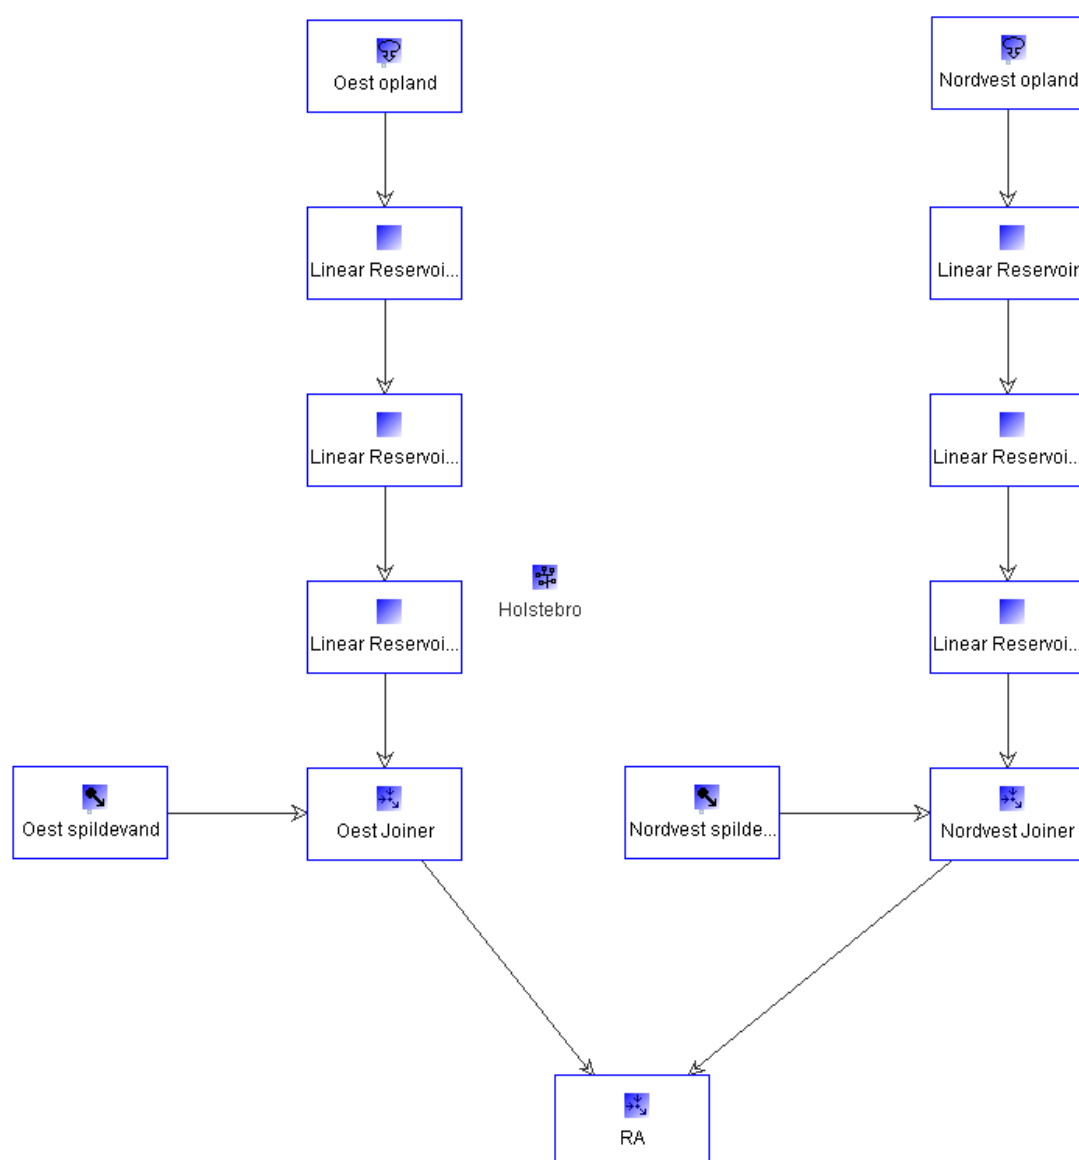 Oest opland
Nordvest opland
Linear Reservoi...
Linear Reservoir
Linear Reservoi...
Linear Reservoi...
Holstebro
Linear Reservoi...
Linear Reservoi...
Oest spildevand
Oest Joiner
Nordvest spilde...
Nordvest Joiner
RA